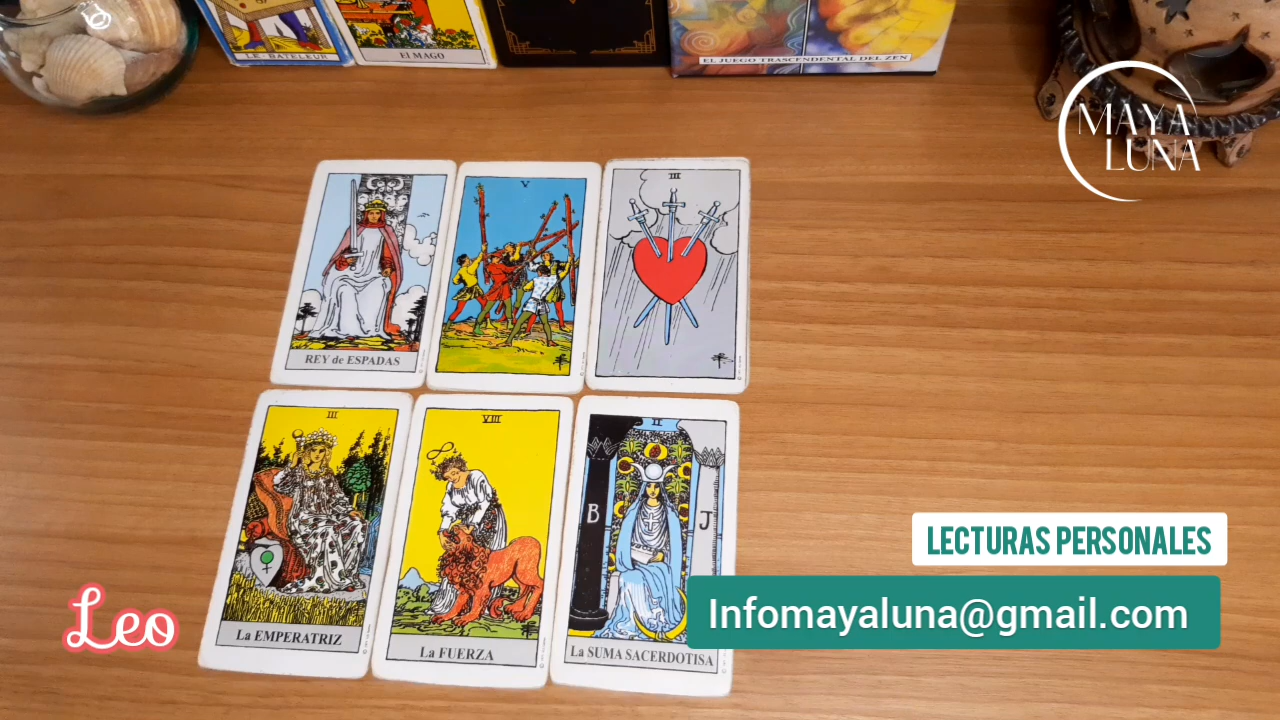 LE BATELEUR
El MAGO
EL JUEGO TRASCENDENTAL DEL ZEN
MAYA
LUNA
V
III
REY de ESPADAS
III
VIII
II
B
J
LECTURAS PERSONALES
Infomayaluna@gmail.com
Leo
La EMPERATRIZ
La FUERZA
La SUMA SACERDOTISA